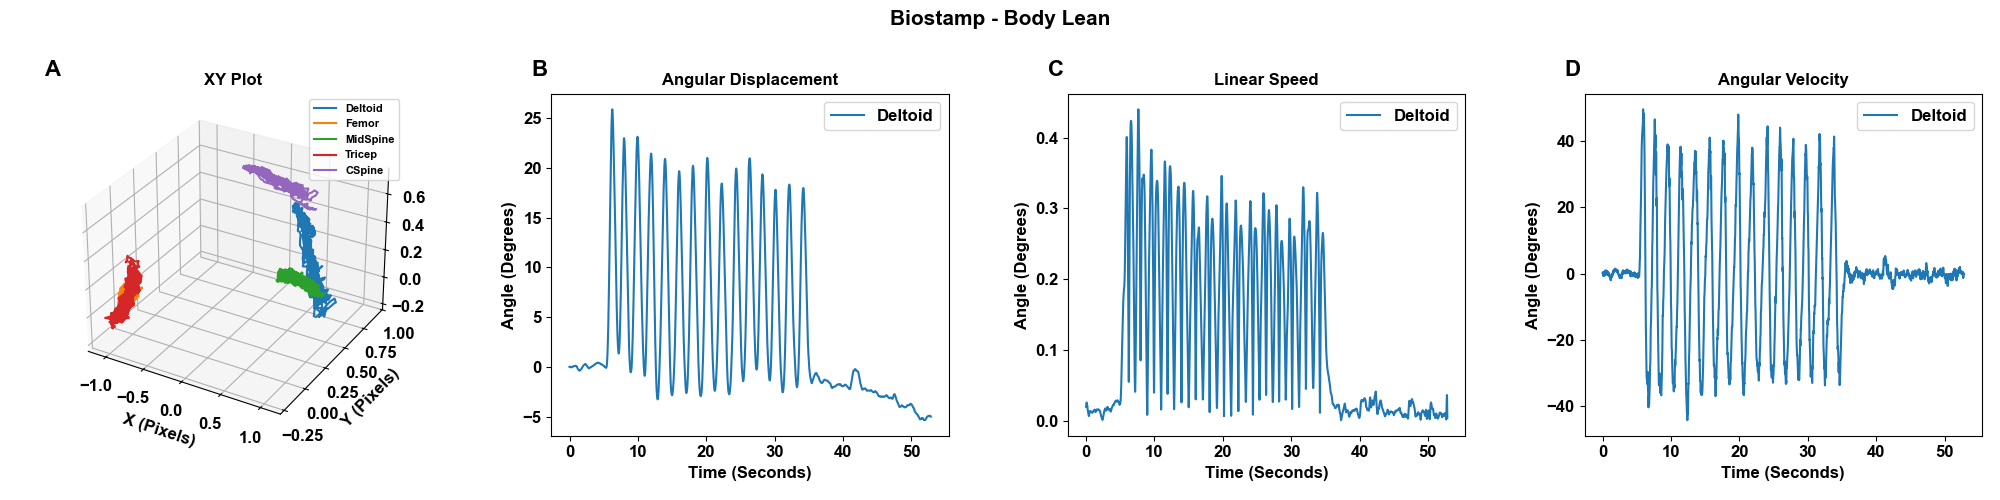 Biostamp - Body Lean
A
XY Plot
Deltoid
Femor
MidSpine
Tricep
CSpine
0.6
0.4
0.2
0.0
−0.2
1.00
0.75
0.50
0.25
0.00
−0.25
Y (Pixels)
−1.0
−0.5
0.0
0.5
1.0
X (Pixels)
B
Angular Displacement
Deltoid
25
20
15
10
5
0
−5
Angle (Degrees)
0 10 20 30 40 50
Time (Seconds)
C
Linear Speed
Deltoid
0.4
0.3
0.2
0.1
0.0
Angle (Degrees)
0 10 20 30 40 50
Time (Seconds)
D
Angular Velocity
Deltoid
40
20
0
−20
−40
Angle (Degrees)
0 10 20 30 40 50
Time (Seconds)